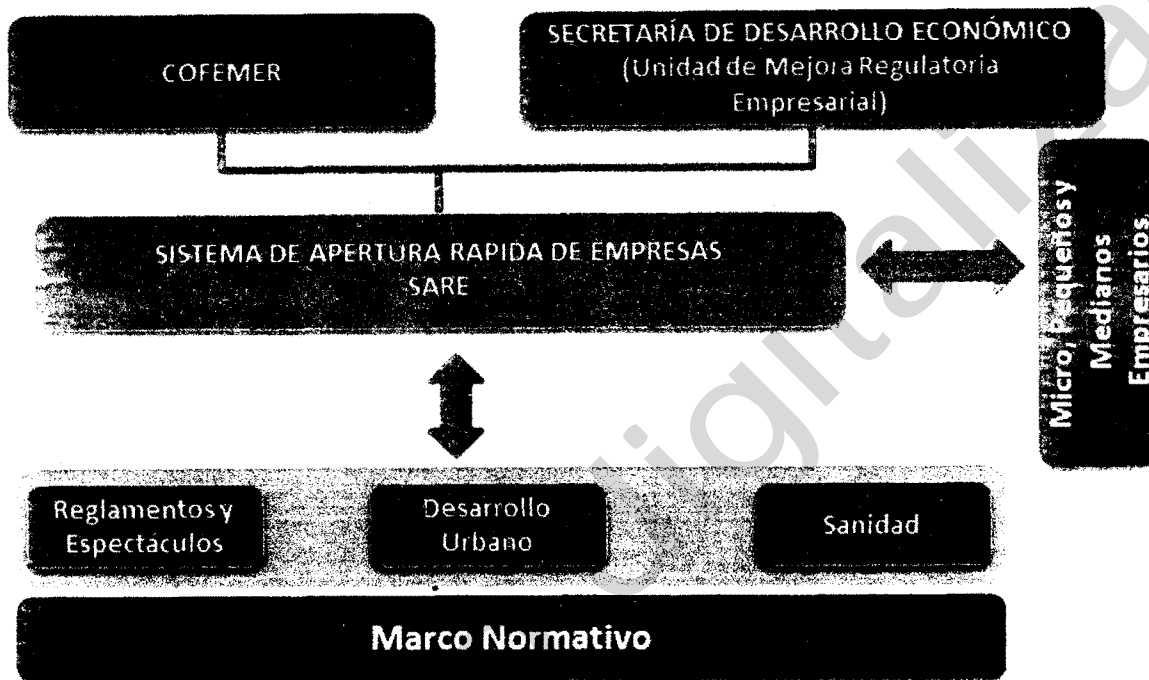 COFEMER
SECRETARÍA DE DESARROLLO ECONÓMICO
(Unidad de Mejora Regulatoria
Empresarial)
SISTEMA DE APERTURA RAPIDA DE EMPRESAS
SARE
Micro, Pequeños y
Medianos
Empresarios
Reglamentos y
Espectáculos
Desarrollo
Urbano
Sanidad
Marco Normativo